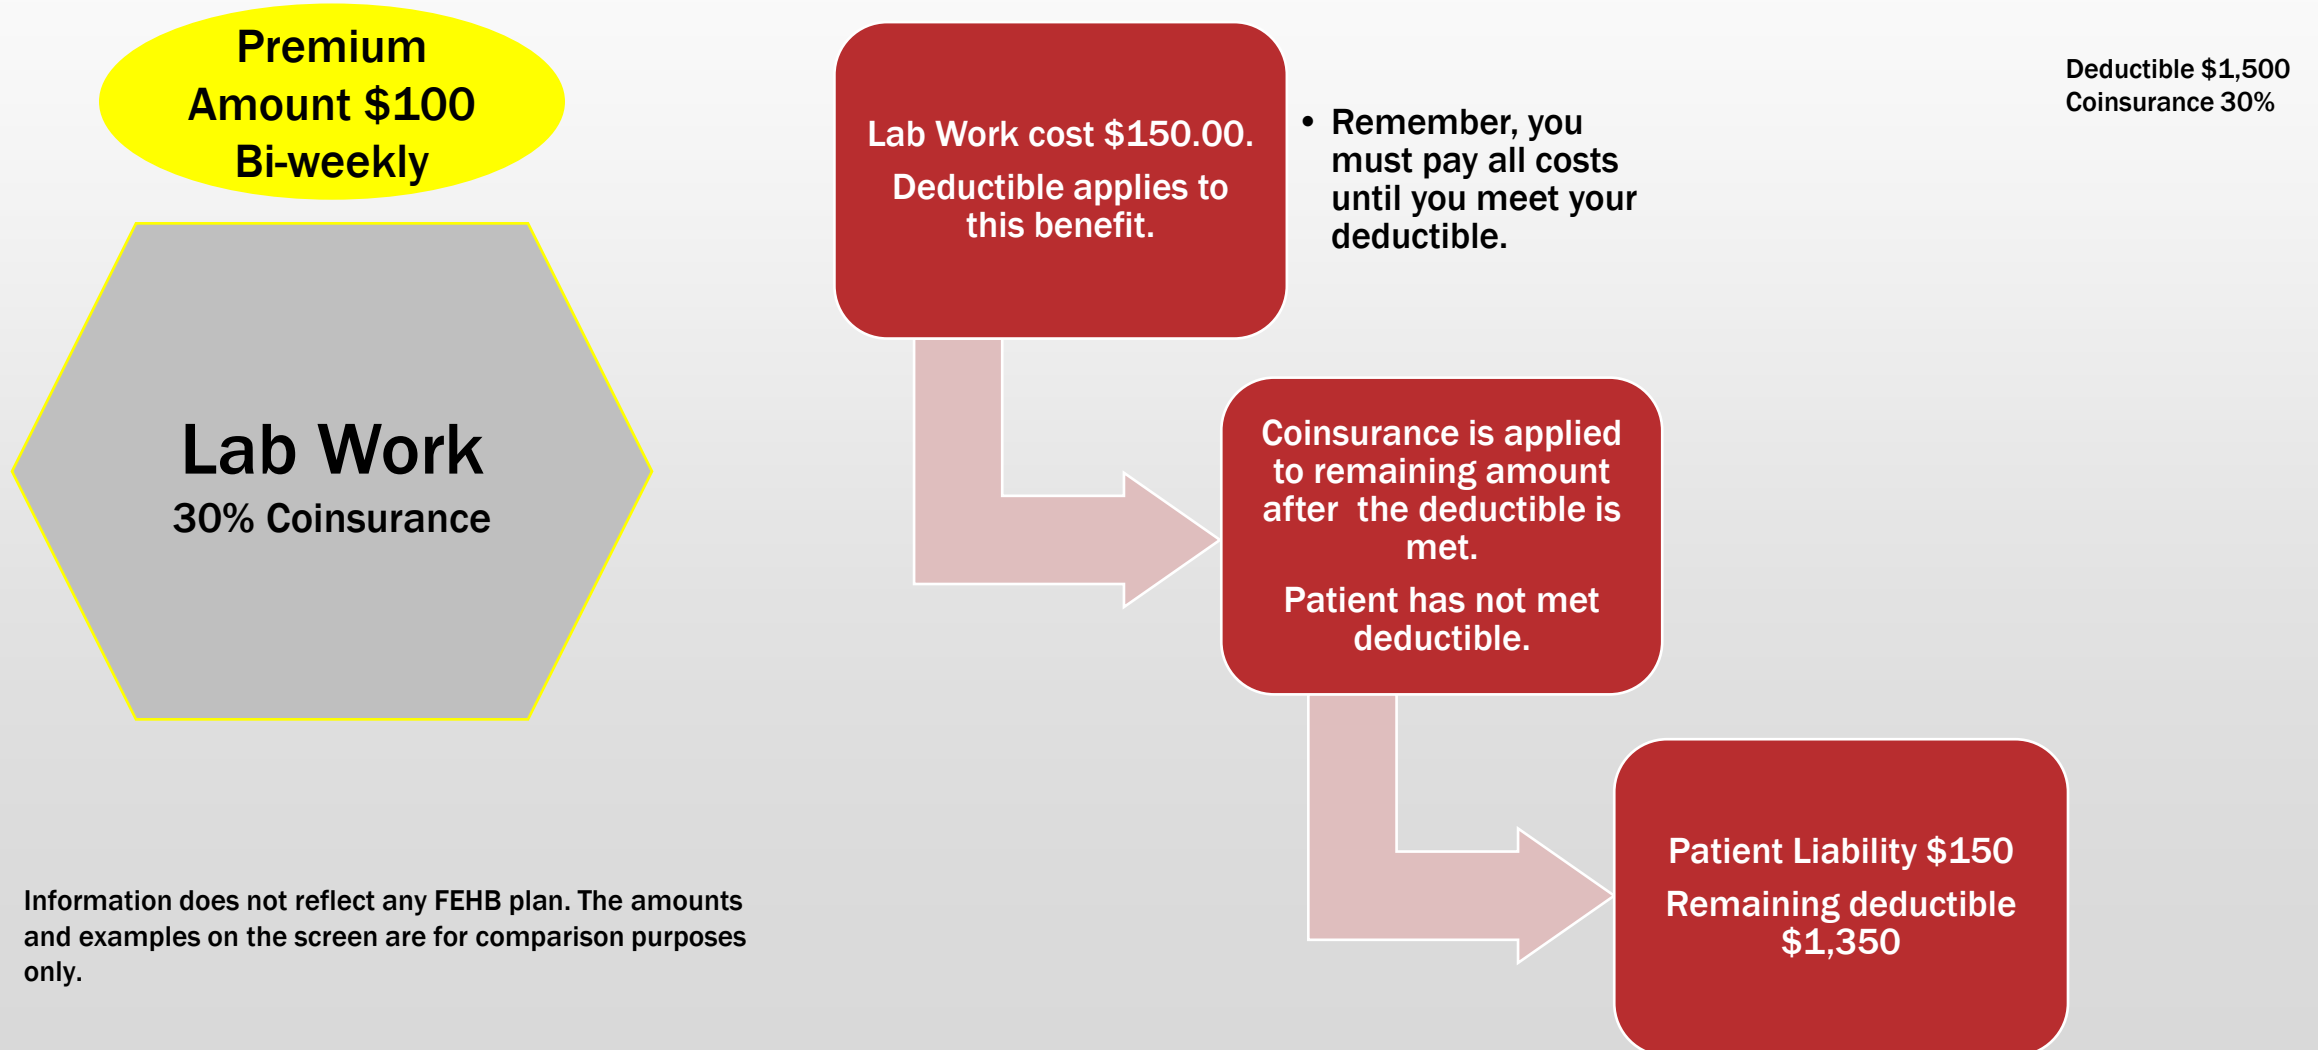 Premium
Amount $100
Bi-weekly
Lab Work
30% Coinsurance
Information does not reflect any FEHB plan. The amounts
and examples on the screen are for comparison purposes
only.
Lab Work cost $150.00.
Deductible applies to
this benefit.
• Remember, you
must pay all costs
until you meet your
deductible.
Coinsurance is applied
to remaining amount
after  the deductible is
met.
Patient has not met
deductible.
Patient Liability $150
Remaining deductible
$1,350
Deductible $1,500
Coinsurance 30%